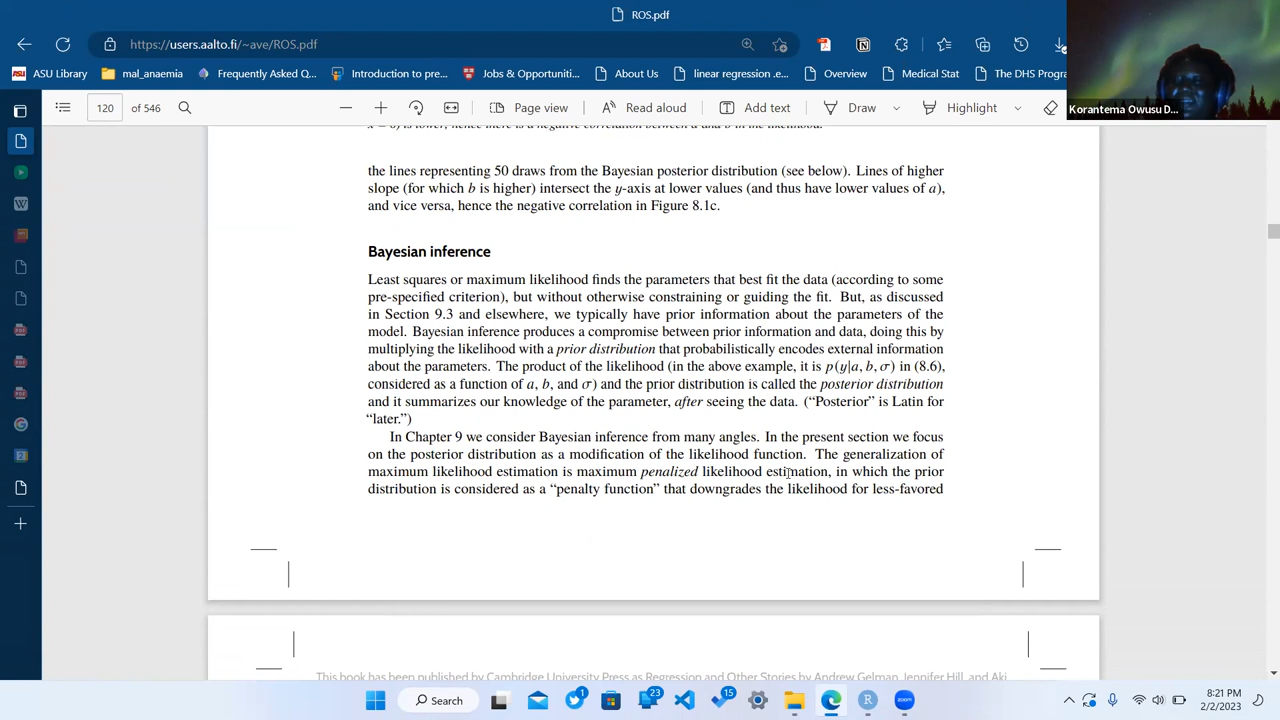 ROS.pdf
https://users.aalto.fi/~ave/ROS.pdf
ASU Library
mal_anaemia
Frequently Asked Q...
Introduction to pre...
Jobs & Opportuniti...
About Us
linear regression .e...
Overview
Medical Stat
The DHS Progra
Korantema Owusu D...
120 of 546
Page view
Read aloud
Add text
Draw
Highlight
the lines representing 50 draws from the Bayesian posterior distribution (see below). Lines of higher
slope (for which b is higher) intersect the y-axis at lower values (and thus have lower values of a),
and vice versa, hence the negative correlation in Figure 8.1c.
Bayesian inference
Least squares or maximum likelihood finds the parameters that best fit the data (according to some
pre-specified criterion), but without otherwise constraining or guiding the fit. But, as discussed
in Section 9.3 and elsewhere, we typically have prior information about the parameters of the
model. Bayesian inference produces a compromise between prior information and data, doing this by
multiplying the likelihood with a prior distribution that probabilistically encodes external information
about the parameters. The product of the likelihood (in the above example, it is p(y|a, b, σ) in (8.6),
considered as a function of a, b, and σ) and the prior distribution is called the posterior distribution
and it summarizes our knowledge of the parameter, after seeing the data. (“Posterior” is Latin for
“later.”)
In Chapter 9 we consider Bayesian inference from many angles. In the present section we focus
on the posterior distribution as a modification of the likelihood function. The generalization of
maximum likelihood estimation is maximum penalized likelihood estimation, in which the prior
distribution is considered as a “penalty function” that downgrades the likelihood for less-favored
This book has been published by Cambridge University Press as Regression and Other Stories by Andrew Gelman, Jennifer Hill, and Aki
Search
1
23
15
8:21 PM
2/2/2023